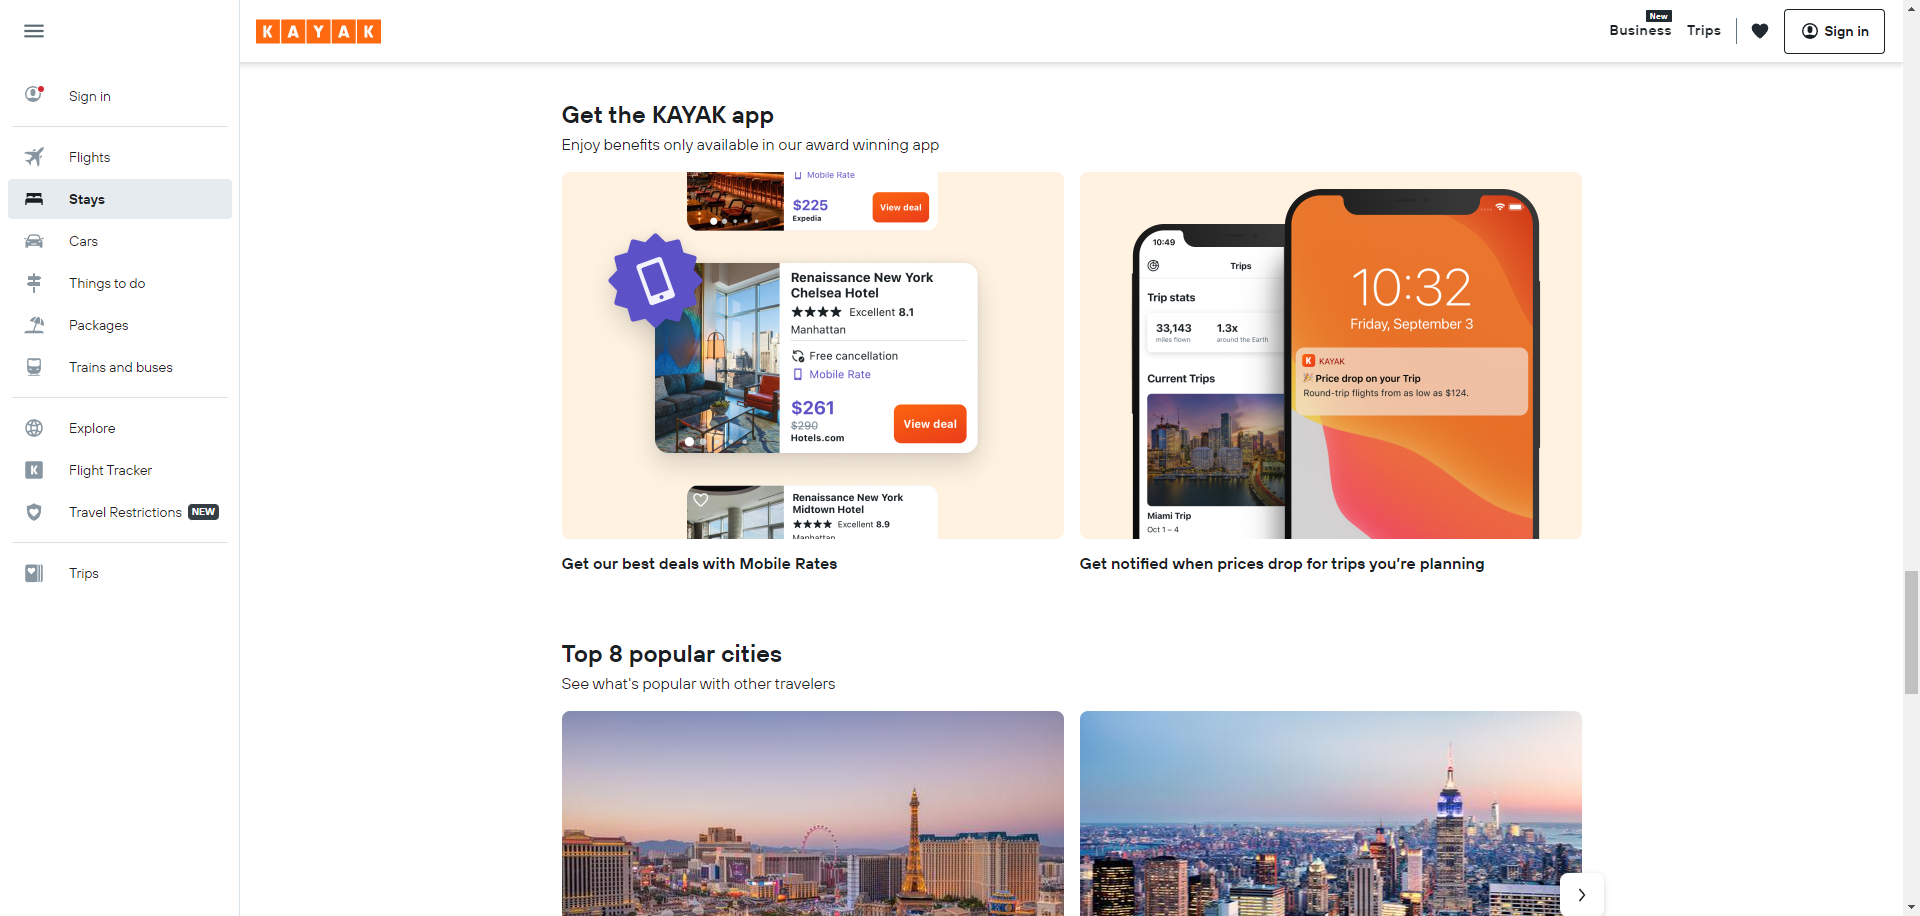 KAYAK
New
Business
Trips
Sign in
Sign in
Flights
Stays
Cars
Things to do
Packages
Trains and buses
Explore
K
Flight Tracker
Travel Restrictions NEW
Trips
Get the KAYAK app
Enjoy benefits only available in our award winning app
Mobile Rate
$225
Expedia
View deal
Renaissance New York
Chelsea Hotel
Excellent 8.1
Manhattan
Free cancellation
Mobile Rate
$261
$290
Hotels.com
View deal
Renaissance New York
Midtown Hotel
Excellent 8.9
Manhattan
Get our best deals with Mobile Rates
10:49
Trips
Trip stats
33,143
miles flown
1.3x
around the Earth
Current Trips
Miami Trip
Oct 1 – 4
10:32
Friday, September 3
K KAYAK
Price drop on your Trip
Round-trip flights from as low as $124.
Get notified when prices drop for trips you’re planning
Top 8 popular cities
See what's popular with other travelers